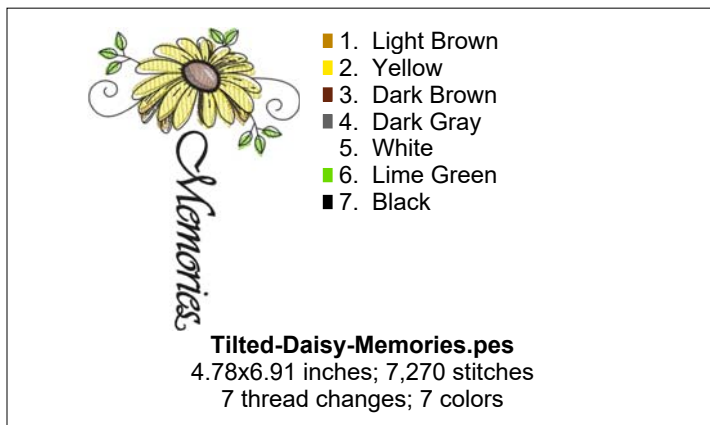 Memories
1. Light Brown
2. Yellow
3. Dark Brown
4. Dark Gray
5. White
6. Lime Green
7. Black
Tilted-Daisy-Memories.pes
4.78x6.91 inches; 7,270 stitches
7 thread changes; 7 colors